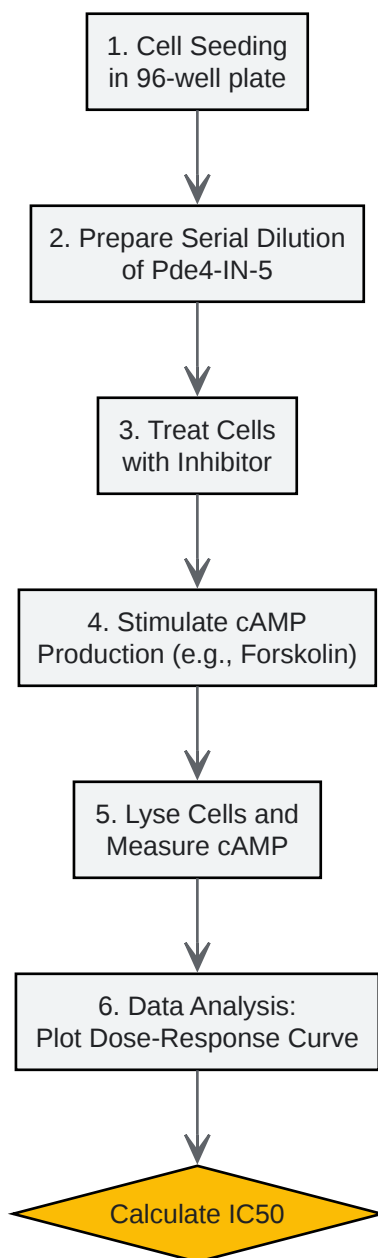 1. Cell Seeding
in 96-well plate
2. Prepare Serial Dilution
of Pde4-IN-5
3. Treat Cells
with Inhibitor
4. Stimulate cAMP
Production (e.g., Forskolin)
5. Lyse Cells and
Measure cAMP
6. Data Analysis:
Plot Dose-Response Curve
Calculate IC50